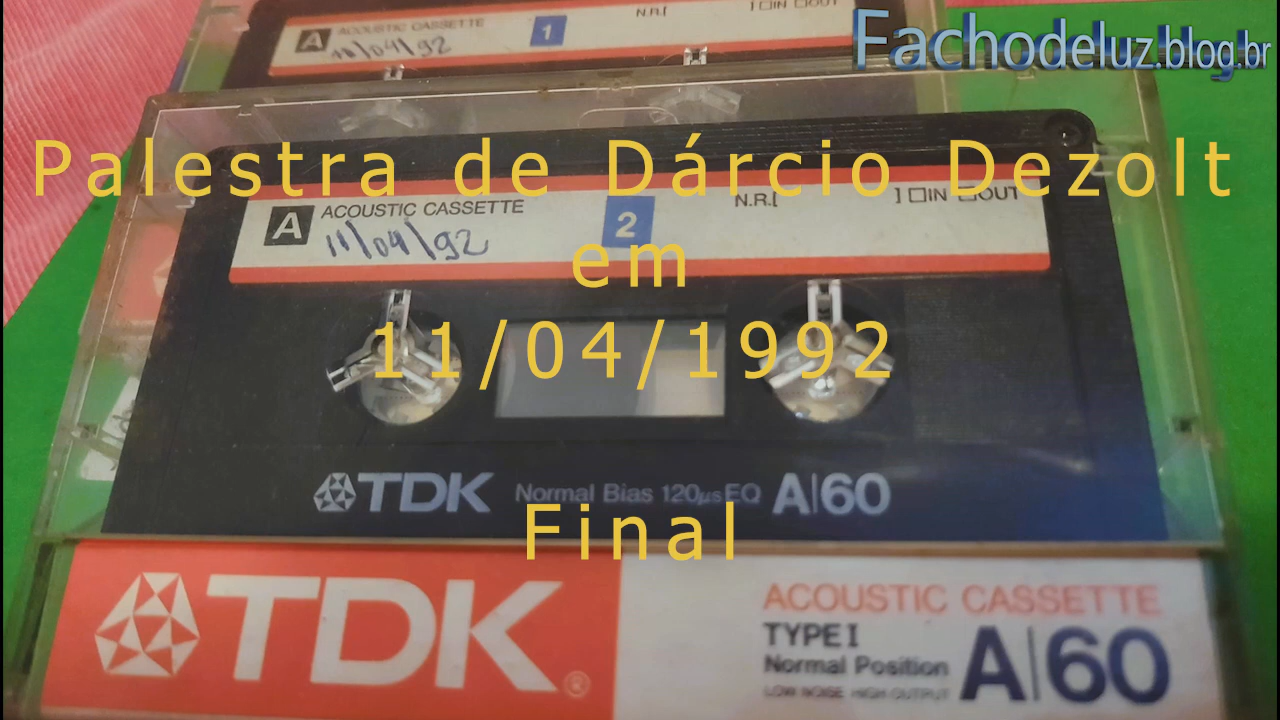 A ACOUSTIC CASSETTE 1 N.R.[ ] □IN □OUT
11/04/92
Fachodeluz.blog.br
Palestra de Dárcio Dezolt
A ACOUSTIC CASSETTE 2 N.R.[ ] □IN □OUT
11/04/92
em
11/04/1992
TDK Normal Bias 120μs EQ A|60
Final
TDK®
ACOUSTIC CASSETTE
TYPE I
Normal Position
LOW NOISE HIGH OUTPUT
A|60